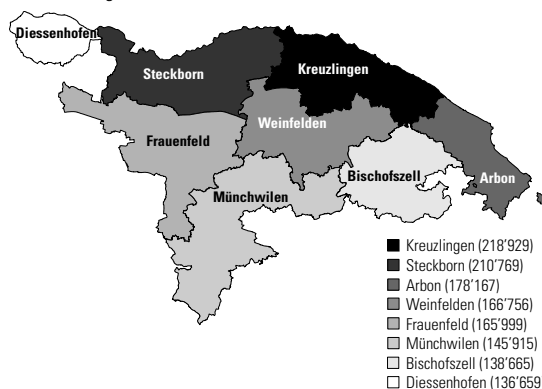 Diessenhofen
Steckborn
Kreuzlingen
Weinfelden
Frauenfeld
Bischofszell
Arbon
Münchwilen
Kreuzlingen (218’929)
Steckborn (210’769)
Arbon (178’167)
Weinfelden (166’756)
Frauenfeld (165’999)
Münchwilen (145’915)
Bischofszell (138’665)
Diessenhofen (136’659